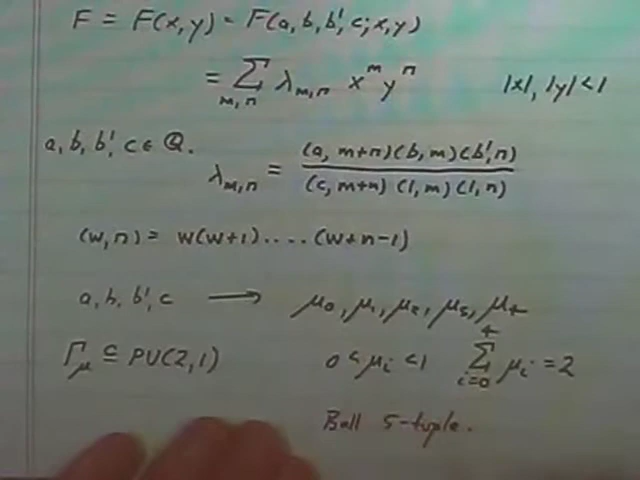 F = F(x,y) = F(a,b,b',c;x,y)
= Σ_{m,n} λ_{m,n} x^m y^n |x|, |y| < 1
a, b, b', c ∈ Q.
λ_{m,n} = (a, m+n)(b, m)(b', n) / (c, m+n)(1, m)(1, n)
(w,n) = w(w+1)....(w+n-1)
a, b, b', c → μ_0, μ_1, μ_2, μ_3, μ_4
Γ_μ ⊆ PU(2,1) 0 < μ_i < 1 Σ_{i=0}^{4} μ_i = 2
Ball 5-tuple.